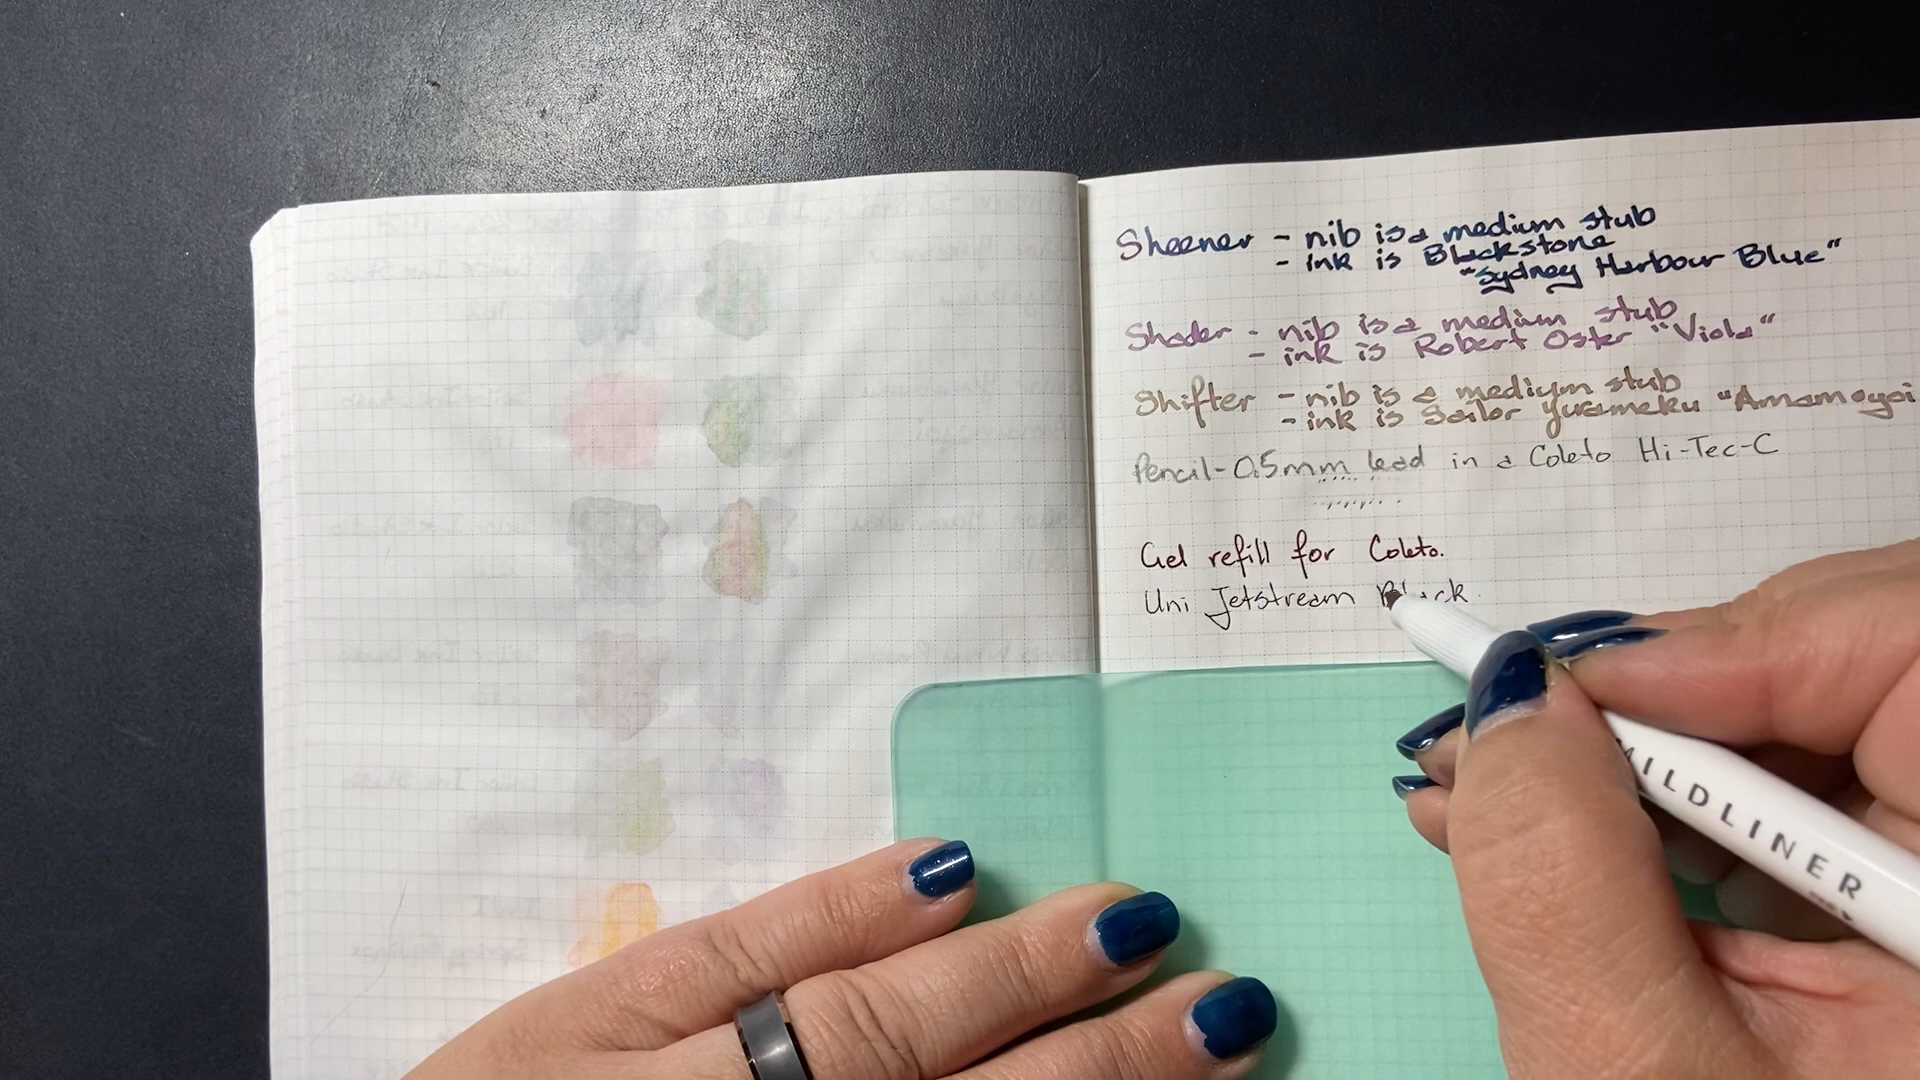 Sheener - nib is a medium stub
- ink is Blackstone
"Sydney Harbour Blue"
Shader - nib is a medium stub
- ink is Robert Oster "Viola"
Shifter - nib is a medium stub
- ink is Sailor Yurameku "Amamoyoi
Pencil - 0.5mm lead in a Coleto Hi-Tec-C
Gel refill for Coleto.
Uni Jetstream Black.
MILDLINER